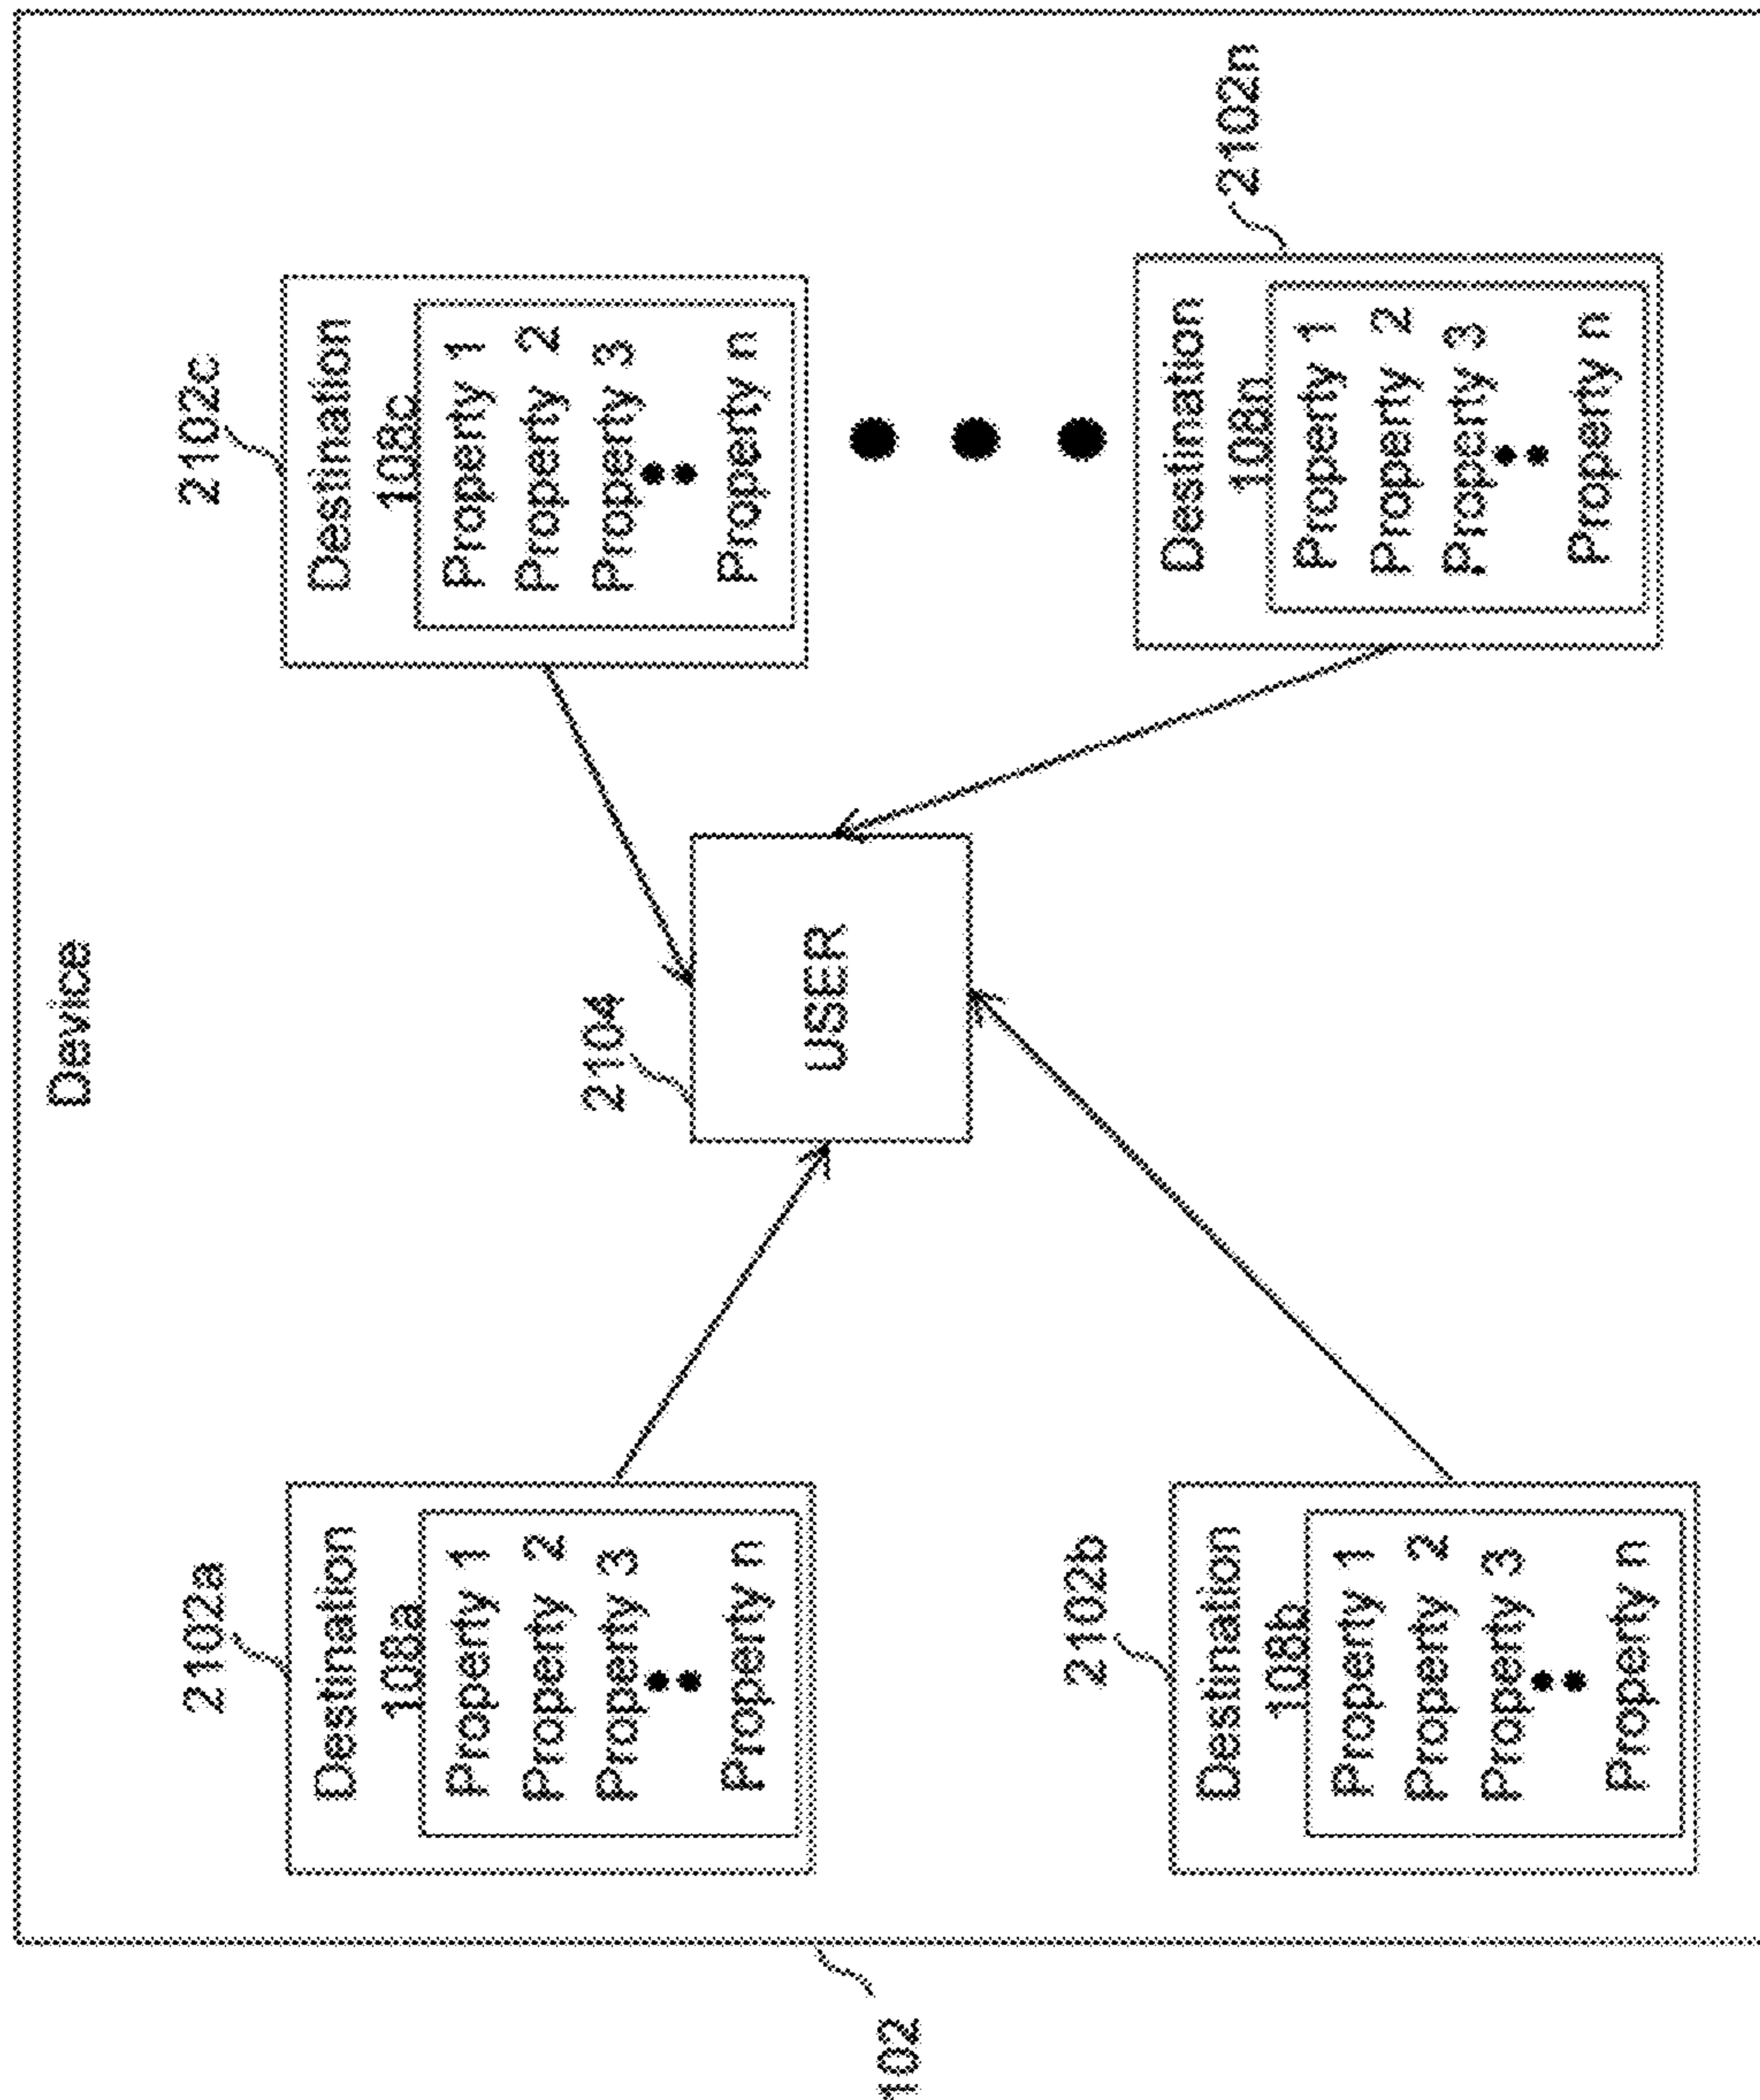 Device
2102a
Destination
108a
Property 1
Property 2
Property 3
Property n
2102c
Destination
108c
Property 1
Property 2
Property 3
Property n
2104
USER
2102b
Destination
108b
Property 1
Property 2
Property 3
Property n
2102n
Destination
108n
Property 1
Property 2
Property 3
Property n
102